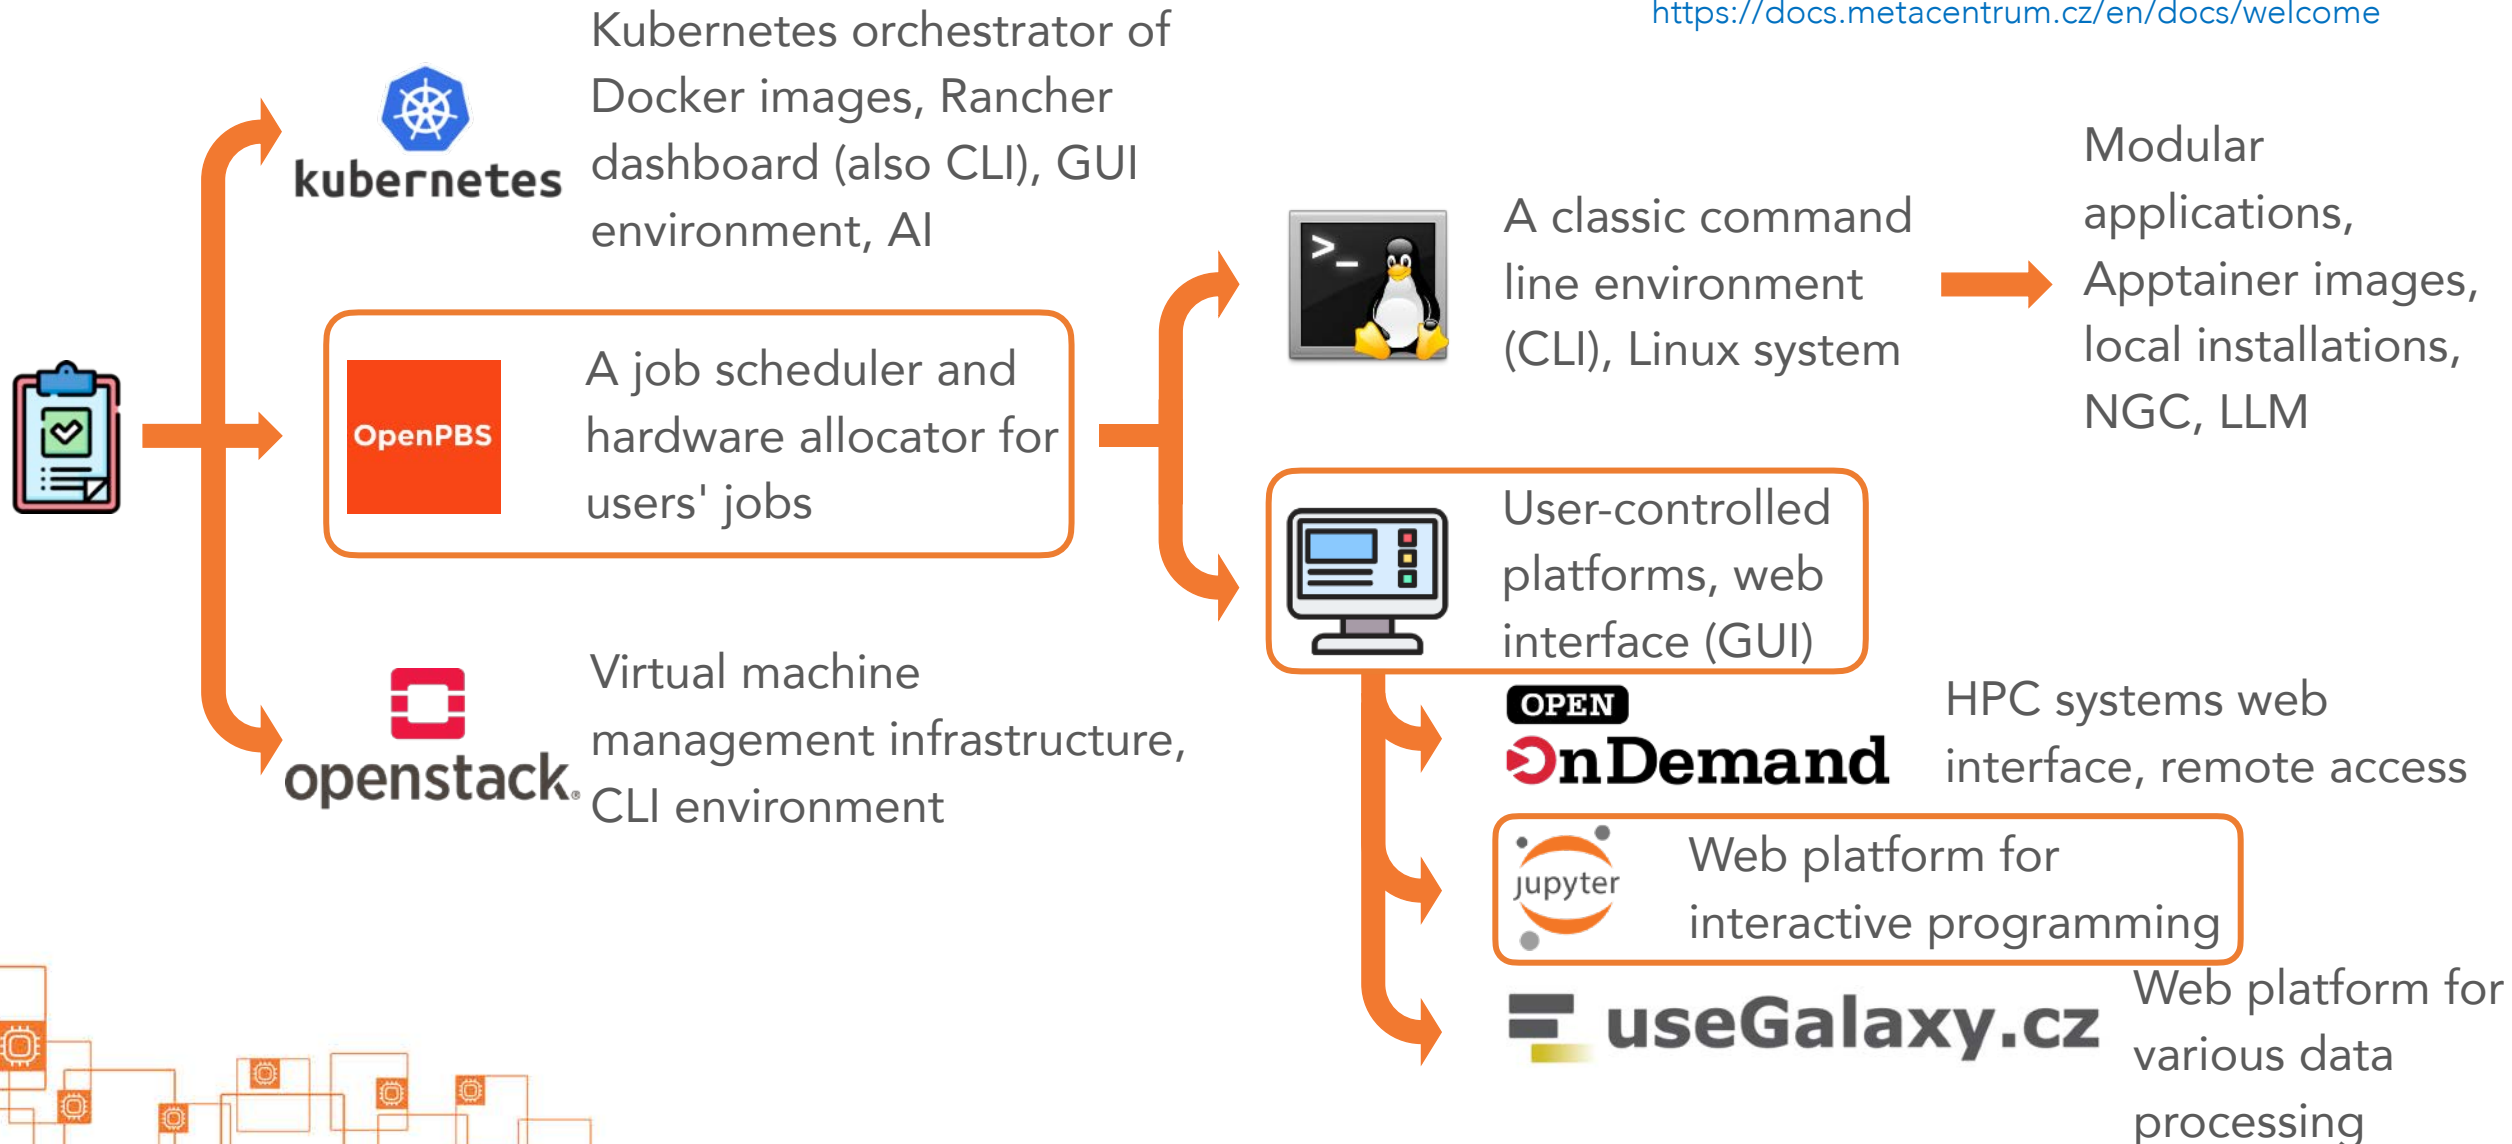 https://docs.metacentrum.cz/en/docs/welcome
kubernetes
Kubernetes orchestrator of
Docker images, Rancher
dashboard (also CLI), GUI
environment, AI
OpenPBS
A job scheduler and
hardware allocator for
users' jobs
openstack.
Virtual machine
management infrastructure,
CLI environment
>_
A classic command
line environment
(CLI), Linux system
Modular
applications,
Apptainer images,
local installations,
NGC, LLM
User-controlled
platforms, web
interface (GUI)
OPEN
OnDemand
HPC systems web
interface, remote access
jupyter
Web platform for
interactive programming
useGalaxy.cz
Web platform for
various data
processing